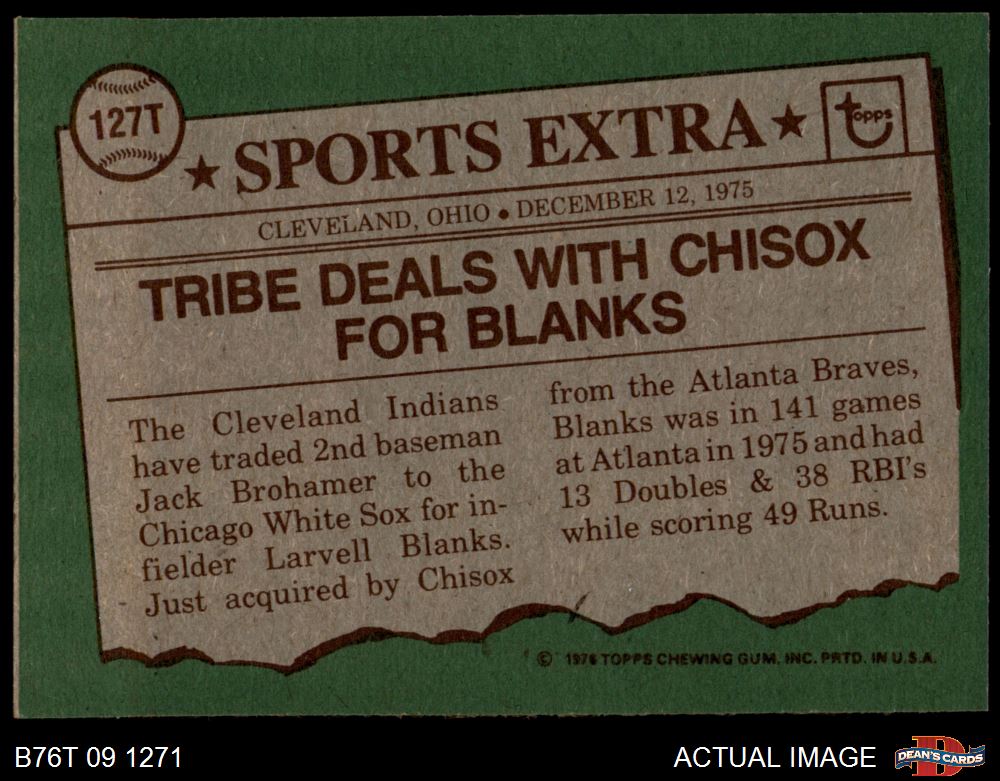 127T
★ SPORTS EXTRA ★
topps
CLEVELAND, OHIO • DECEMBER 12, 1975
TRIBE DEALS WITH CHISOX
FOR BLANKS
The Cleveland Indians
have traded 2nd baseman
Jack Brohamer to the
Chicago White Sox for in-
fielder Larvell Blanks.
Just acquired by Chisox
from the Atlanta Braves,
Blanks was in 141 games
at Atlanta in 1975 and had
13 Doubles & 38 RBI's
while scoring 49 Runs.
© 1976 TOPPS CHEWING GUM, INC. PRTD. IN U.S.A.
B76T 09 1271
ACTUAL IMAGE
D
DEAN'S CARDS